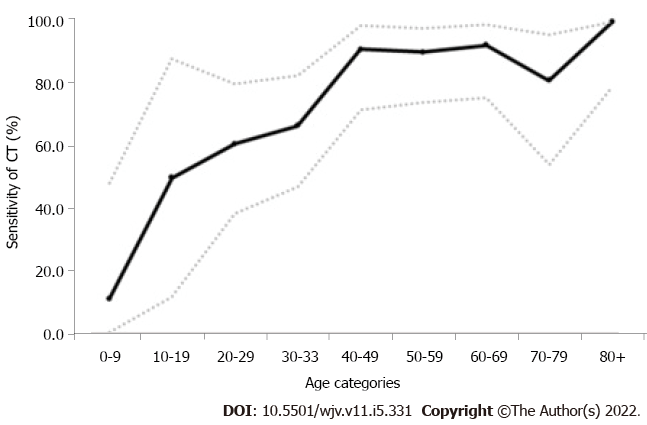 100.0
80.0
60.0
40.0
20.0
0.0
Sensitivity of CT (%)
0-9 10-19 20-29 30-33 40-49 50-59 60-69 70-79 80+
Age categories
DOI: 10.5501/wjv.v11.i5.331 Copyright ©The Author(s) 2022.